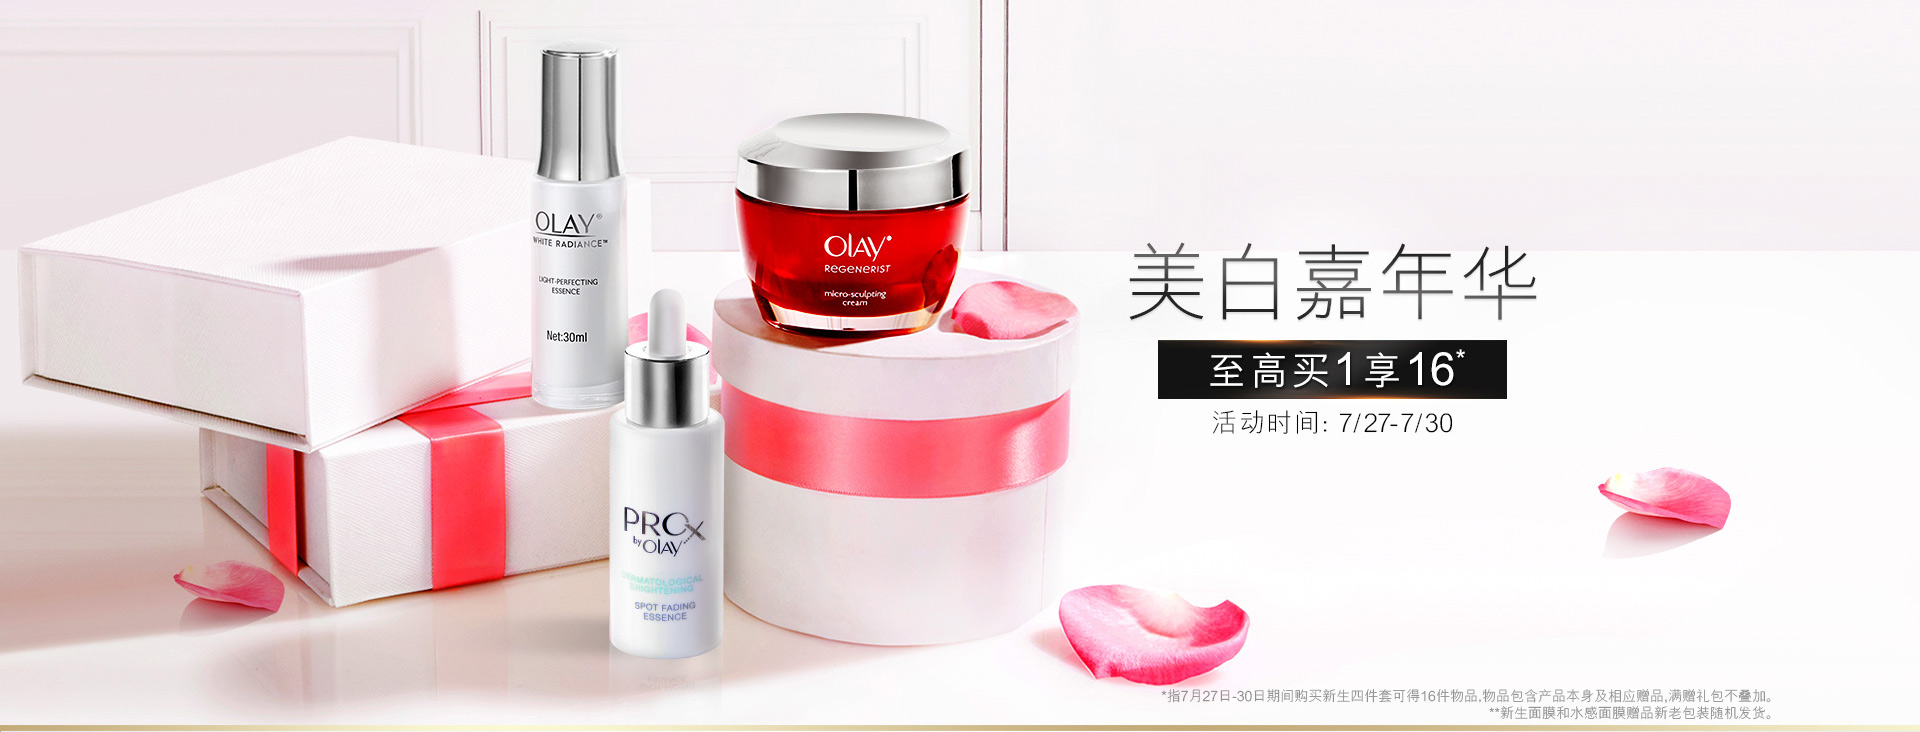 OLAY®
WHITE RADIANCE™
LIGHT-PERFECTING
ESSENCE
Net:30ml
OLAY
REGENERIST
micro-sculpting
cream
PROX
by OLAY
DERMATOLOGICAL
BRIGHTENING
SPOT FADING
ESSENCE
美白嘉年华
至高买1享16*
活动时间: 7/27-7/30
*指7月27日-30日期间购买新生四件套可得16件物品,物品包含产品本身及相应赠品,满赠礼包不叠加。
**新生面膜和水感面膜赠品新老包装随机发货。